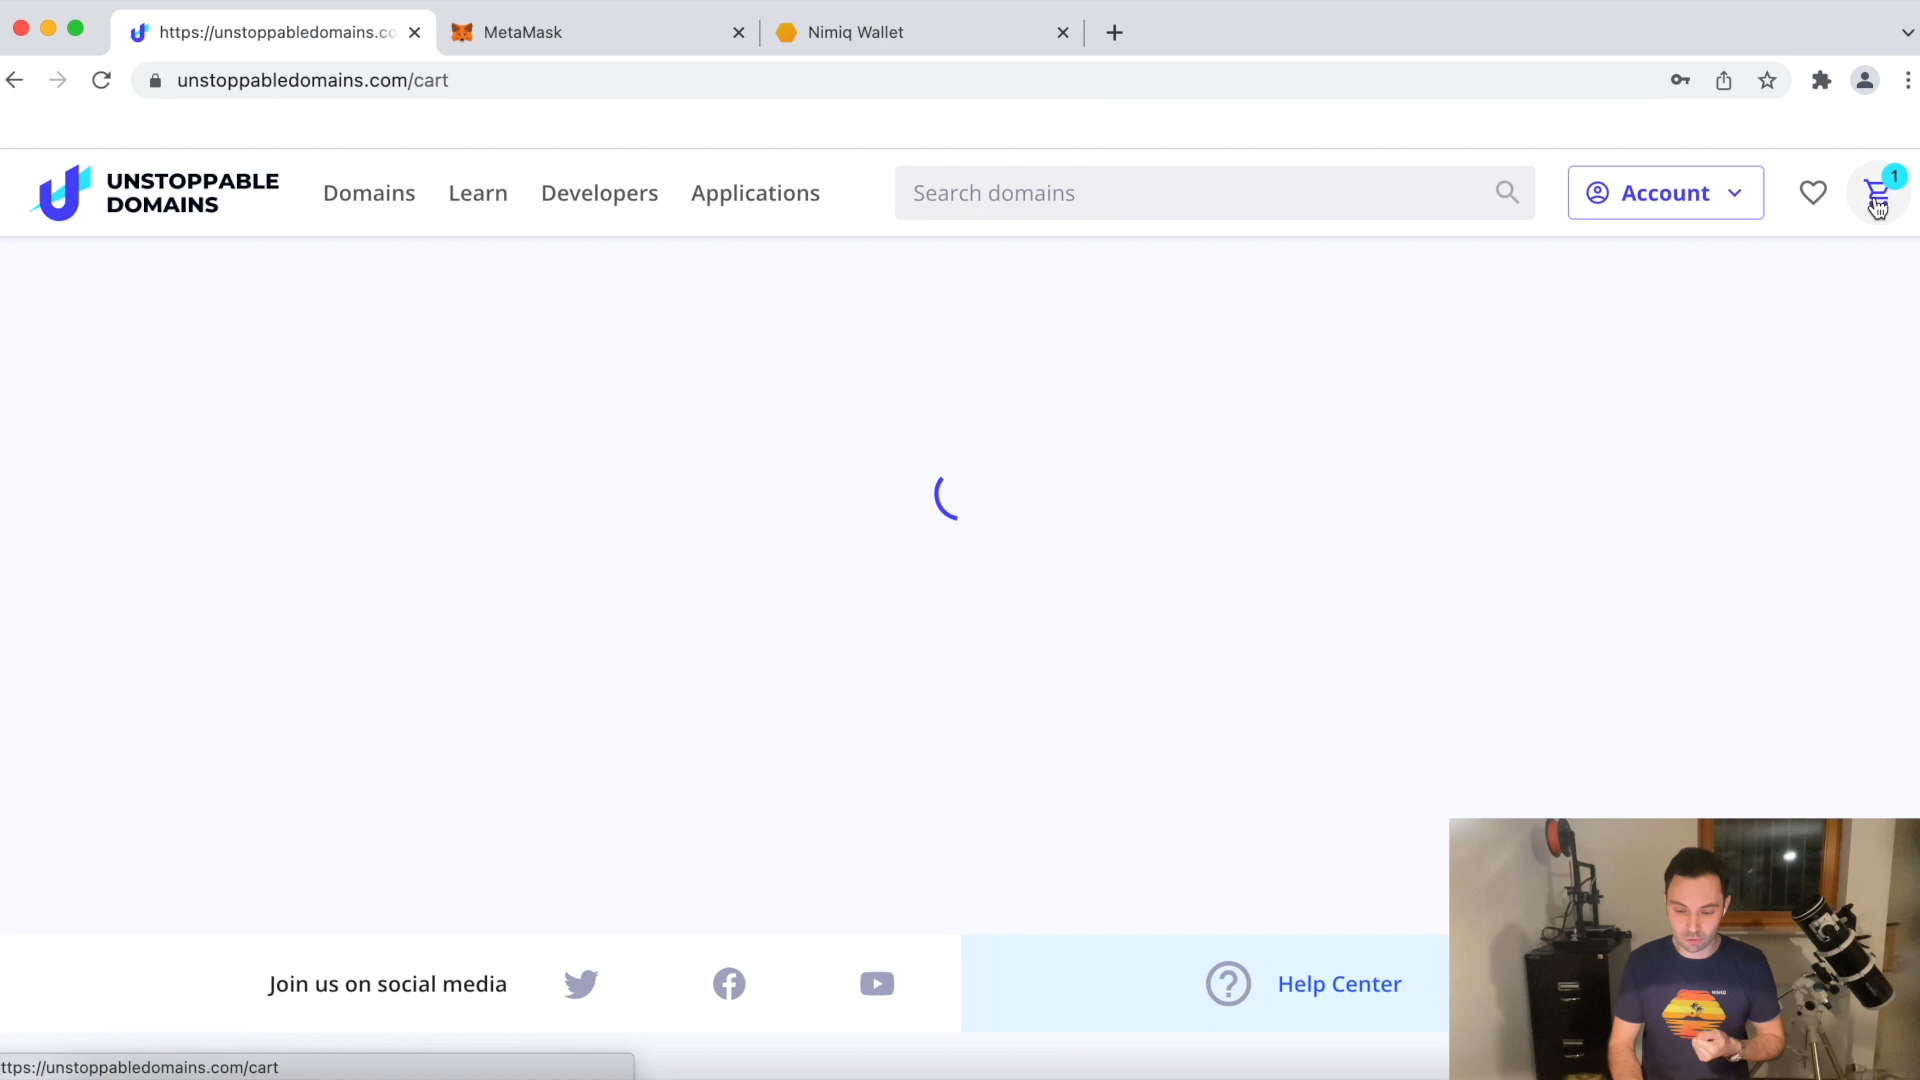 https://unstoppabledomains.co
MetaMask
Nimiq Wallet
unstoppabledomains.com/cart
UNSTOPPABLE
DOMAINS
Domains
Learn
Developers
Applications
Search domains
Account
1
Join us on social media
Help Center
NIMIQ
ttps://unstoppabledomains.com/cart